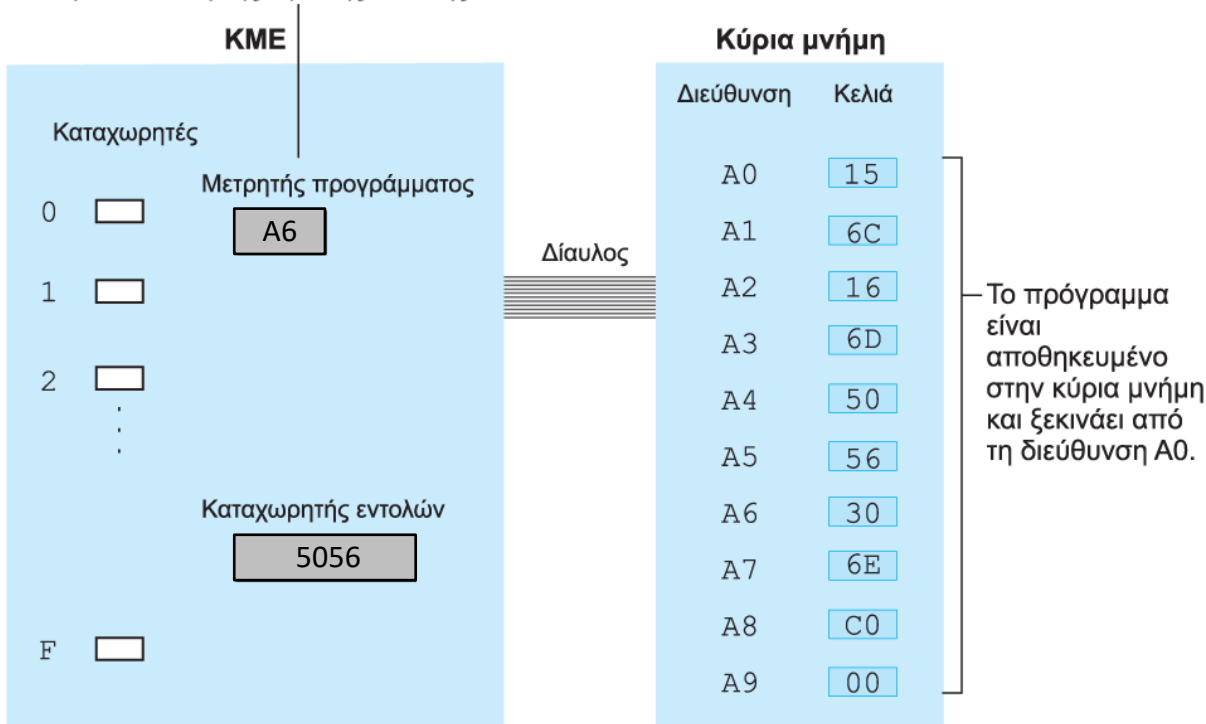 ΚΜΕ
Καταχωρητές
Μετρητής προγράμματος
0
A6
1
2
Καταχωρητής εντολών
5056
F
Δίαυλος
Κύρια μνήμη
Διεύθυνση Κελιά
A0 15
A1 6C
A2 16
A3 6D
A4 50
A5 56
A6 30
A7 6E
A8 C0
A9 00
Το πρόγραμμα
είναι
αποθηκευμένο
στην κύρια μνήμη
και ξεκινάει από
τη διεύθυνση A0.